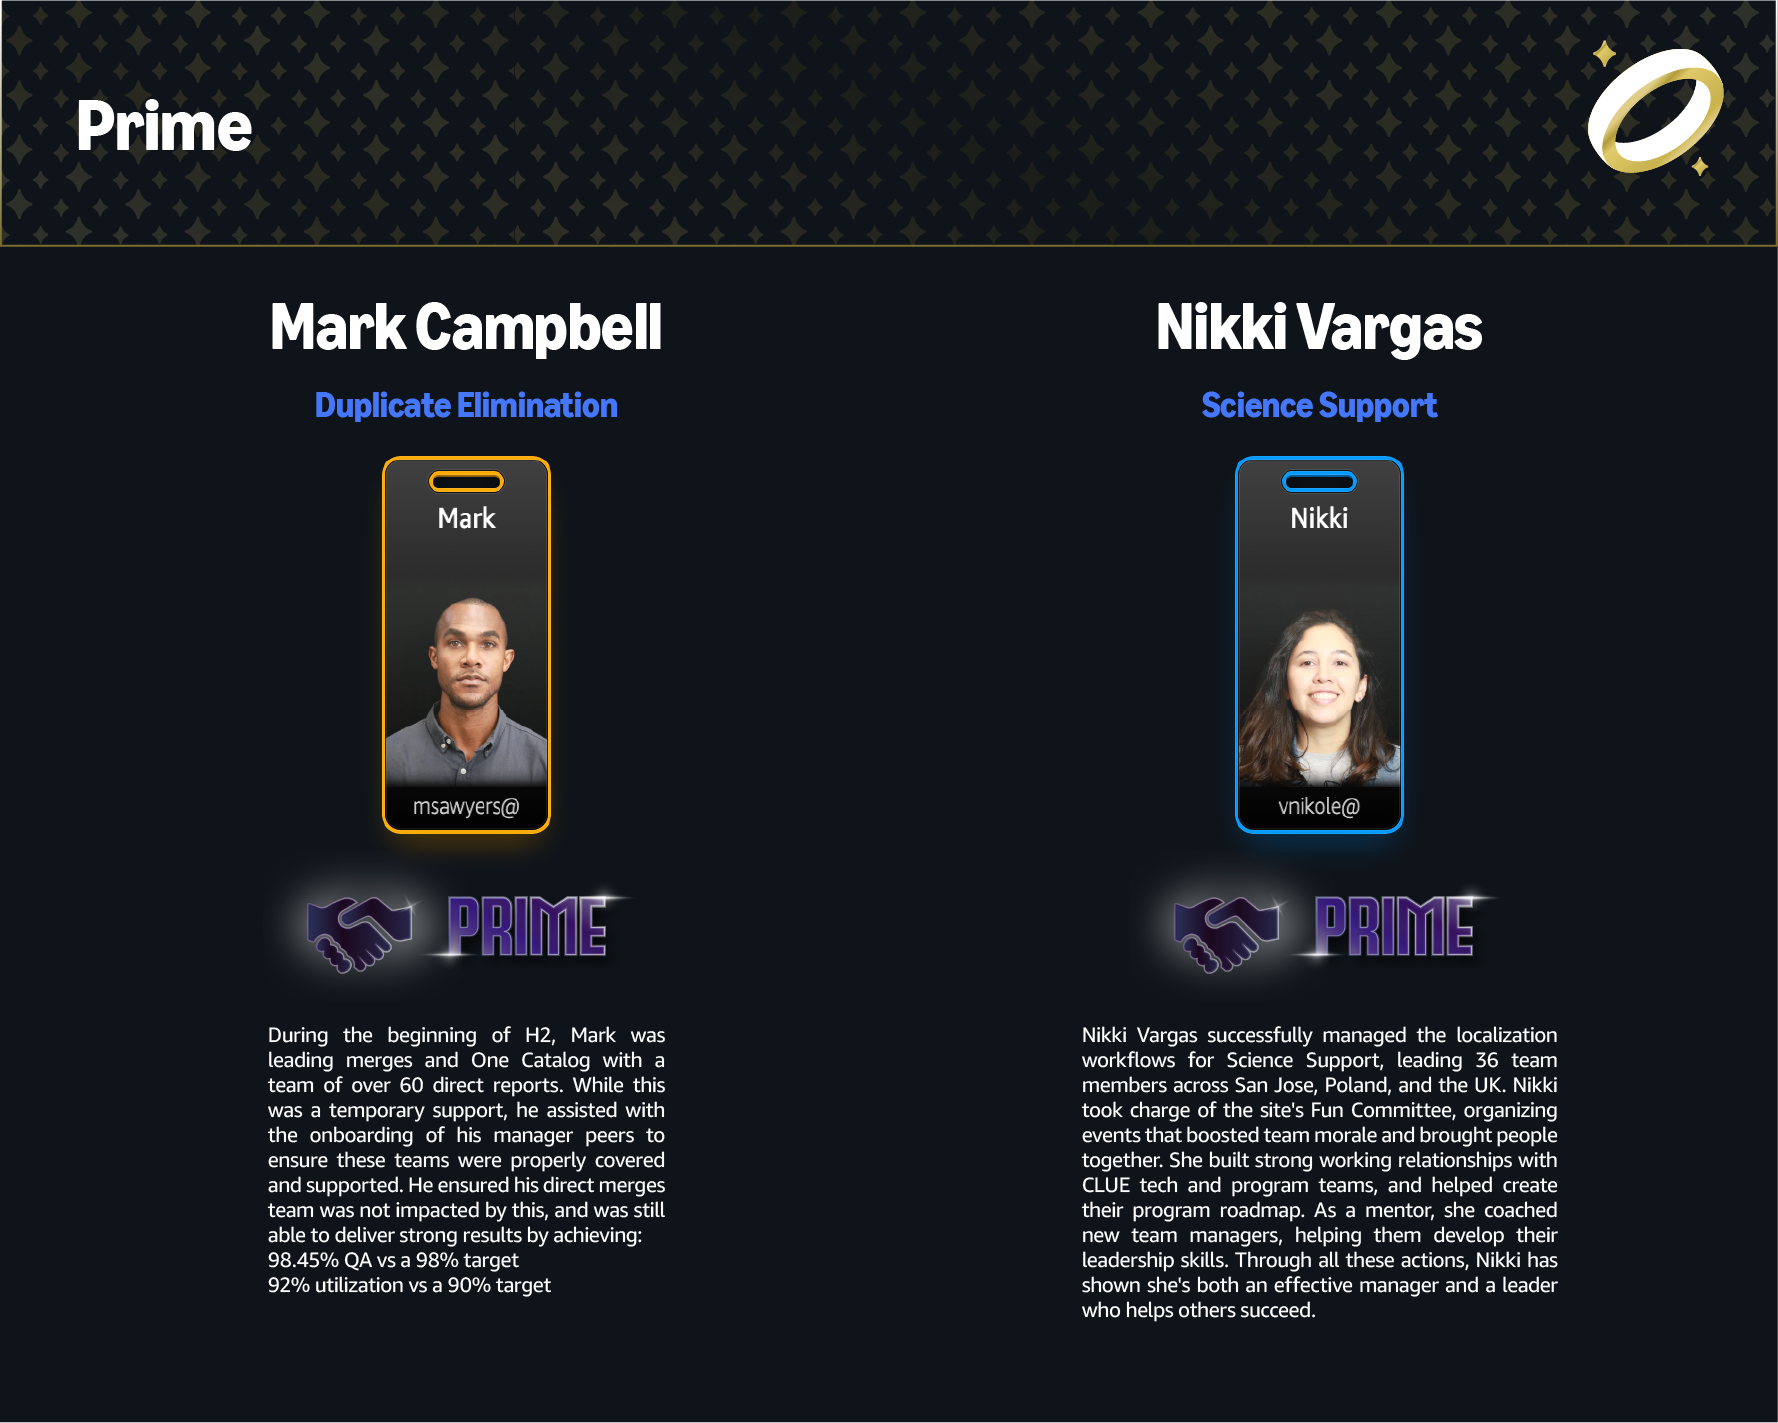 Prime
Mark Campbell
Duplicate Elimination
Mark
msawyers@
PRIME
During the beginning of H2, Mark was
leading merges and One Catalog with a
team of over 60 direct reports. While this
was a temporary support, he assisted with
the onboarding of his manager peers to
ensure these teams were properly covered
and supported. He ensured his direct merges
team was not impacted by this, and was still
able to deliver strong results by achieving:
98.45% QA vs a 98% target
92% utilization vs a 90% target
Nikki Vargas
Science Support
Nikki
vnikole@
PRIME
Nikki Vargas successfully managed the localization
workflows for Science Support, leading 36 team
members across San Jose, Poland, and the UK. Nikki
took charge of the site's Fun Committee, organizing
events that boosted team morale and brought people
together. She built strong working relationships with
CLUE tech and program teams, and helped create
their program roadmap. As a mentor, she coached
new team managers, helping them develop their
leadership skills. Through all these actions, Nikki has
shown she's both an effective manager and a leader
who helps others succeed.